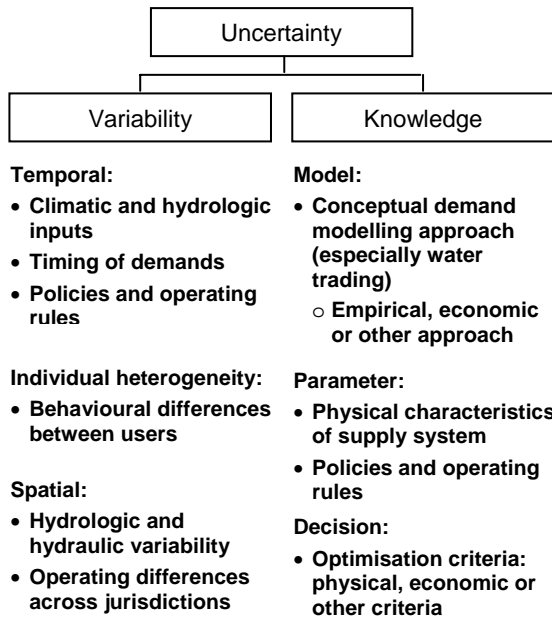 Uncertainty
Variability
Knowledge
Temporal:
• Climatic and hydrologic
inputs
• Timing of demands
• Policies and operating
rules
Individual heterogeneity:
• Behavioural differences
between users
Spatial:
• Hydrologic and
hydraulic variability
• Operating differences
across jurisdictions
Model:
• Conceptual demand
modelling approach
(especially water
trading)
o Empirical, economic
or other approach
Parameter:
• Physical characteristics
of supply system
• Policies and operating
rules
Decision:
• Optimisation criteria:
physical, economic or
other criteria